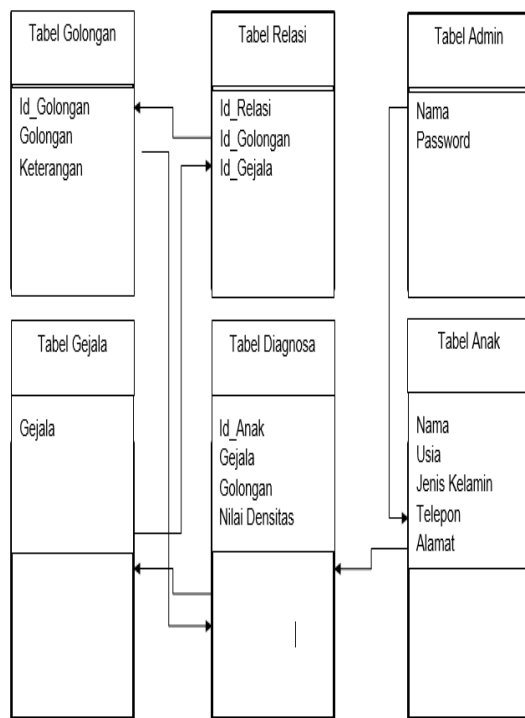 Tabel Golongan
Id_Golongan
Golongan
Keterangan
Tabel Relasi
Id_Relasi
Id_Golongan
Id_Gejala
Tabel Admin
Nama
Password
Tabel Gejala
Gejala
Tabel Diagnosa
Id_Anak
Gejala
Golongan
Nilai Densitas
Tabel Anak
Nama
Usia
Jenis Kelamin
Telepon
Alamat